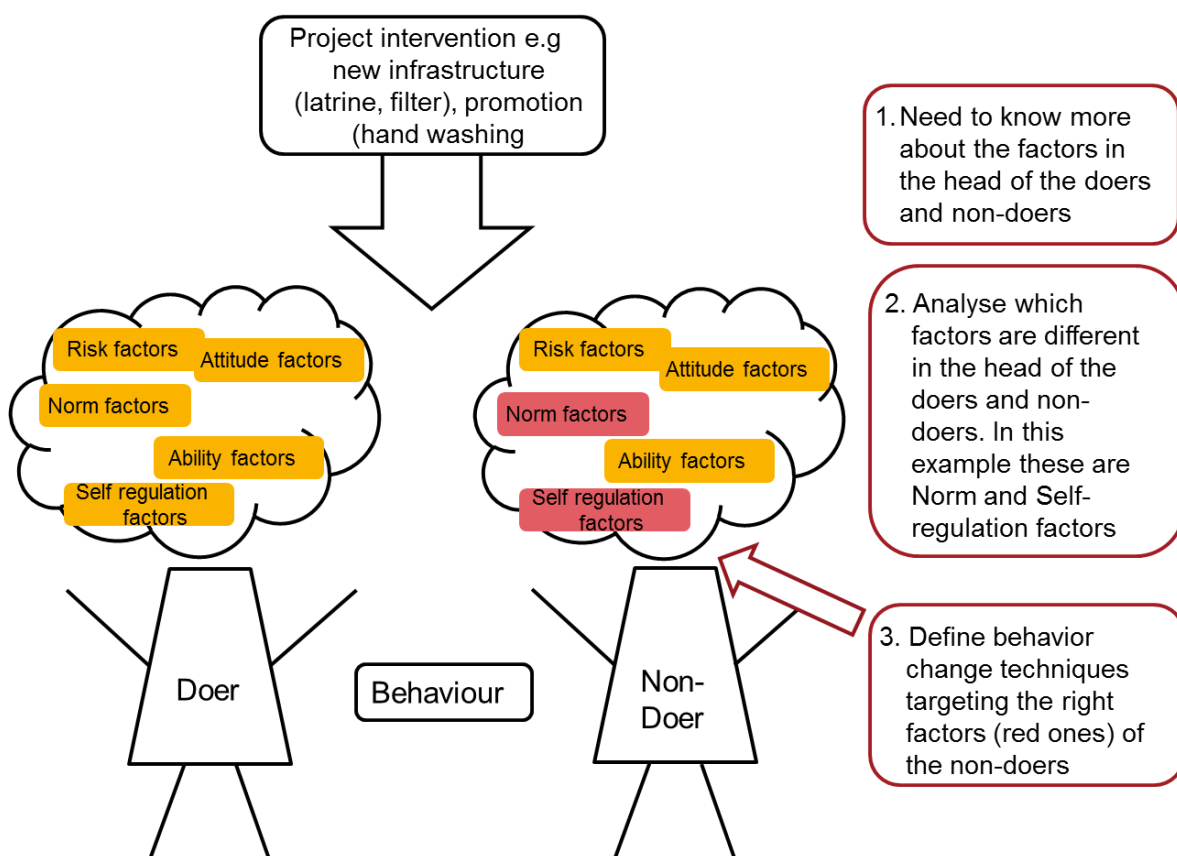 Project intervention e.g
new infrastructure
(latrine, filter), promotion
(hand washing
1. Need to know more
about the factors in
the head of the doers
and non-doers
Risk factors
Attitude factors
Norm factors
Ability factors
Self regulation
factors
Risk factors
Attitude factors
Norm factors
Ability factors
Self regulation
factors
2. Analyse which
factors are different
in the head of the
doers and non-
doers. In this
example these are
Norm and Self-
regulation factors
Doer
Behaviour
Non-
Doer
3. Define behavior
change techniques
targeting the right
factors (red ones) of
the non-doers